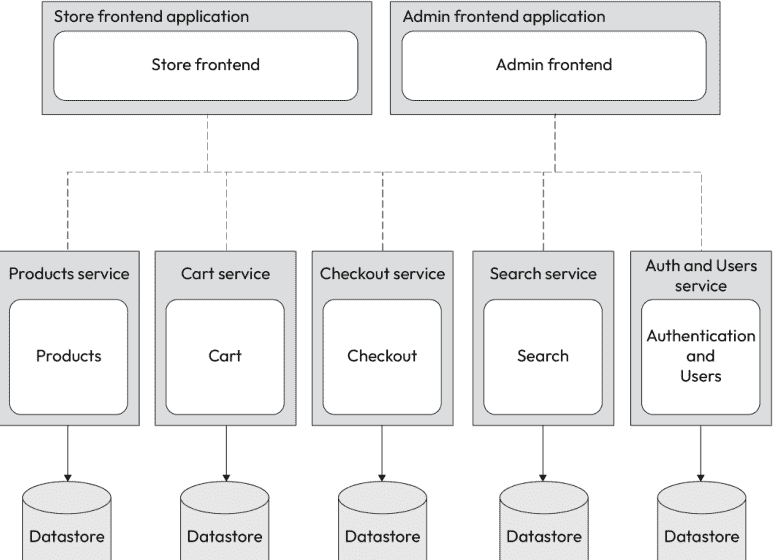 Store frontend application
Store frontend
Admin frontend application
Admin frontend
Products service
Products
Cart service
Cart
Checkout service
Checkout
Search service
Search
Auth and Users
service
Authentication
and
Users
Datastore
Datastore
Datastore
Datastore
Datastore